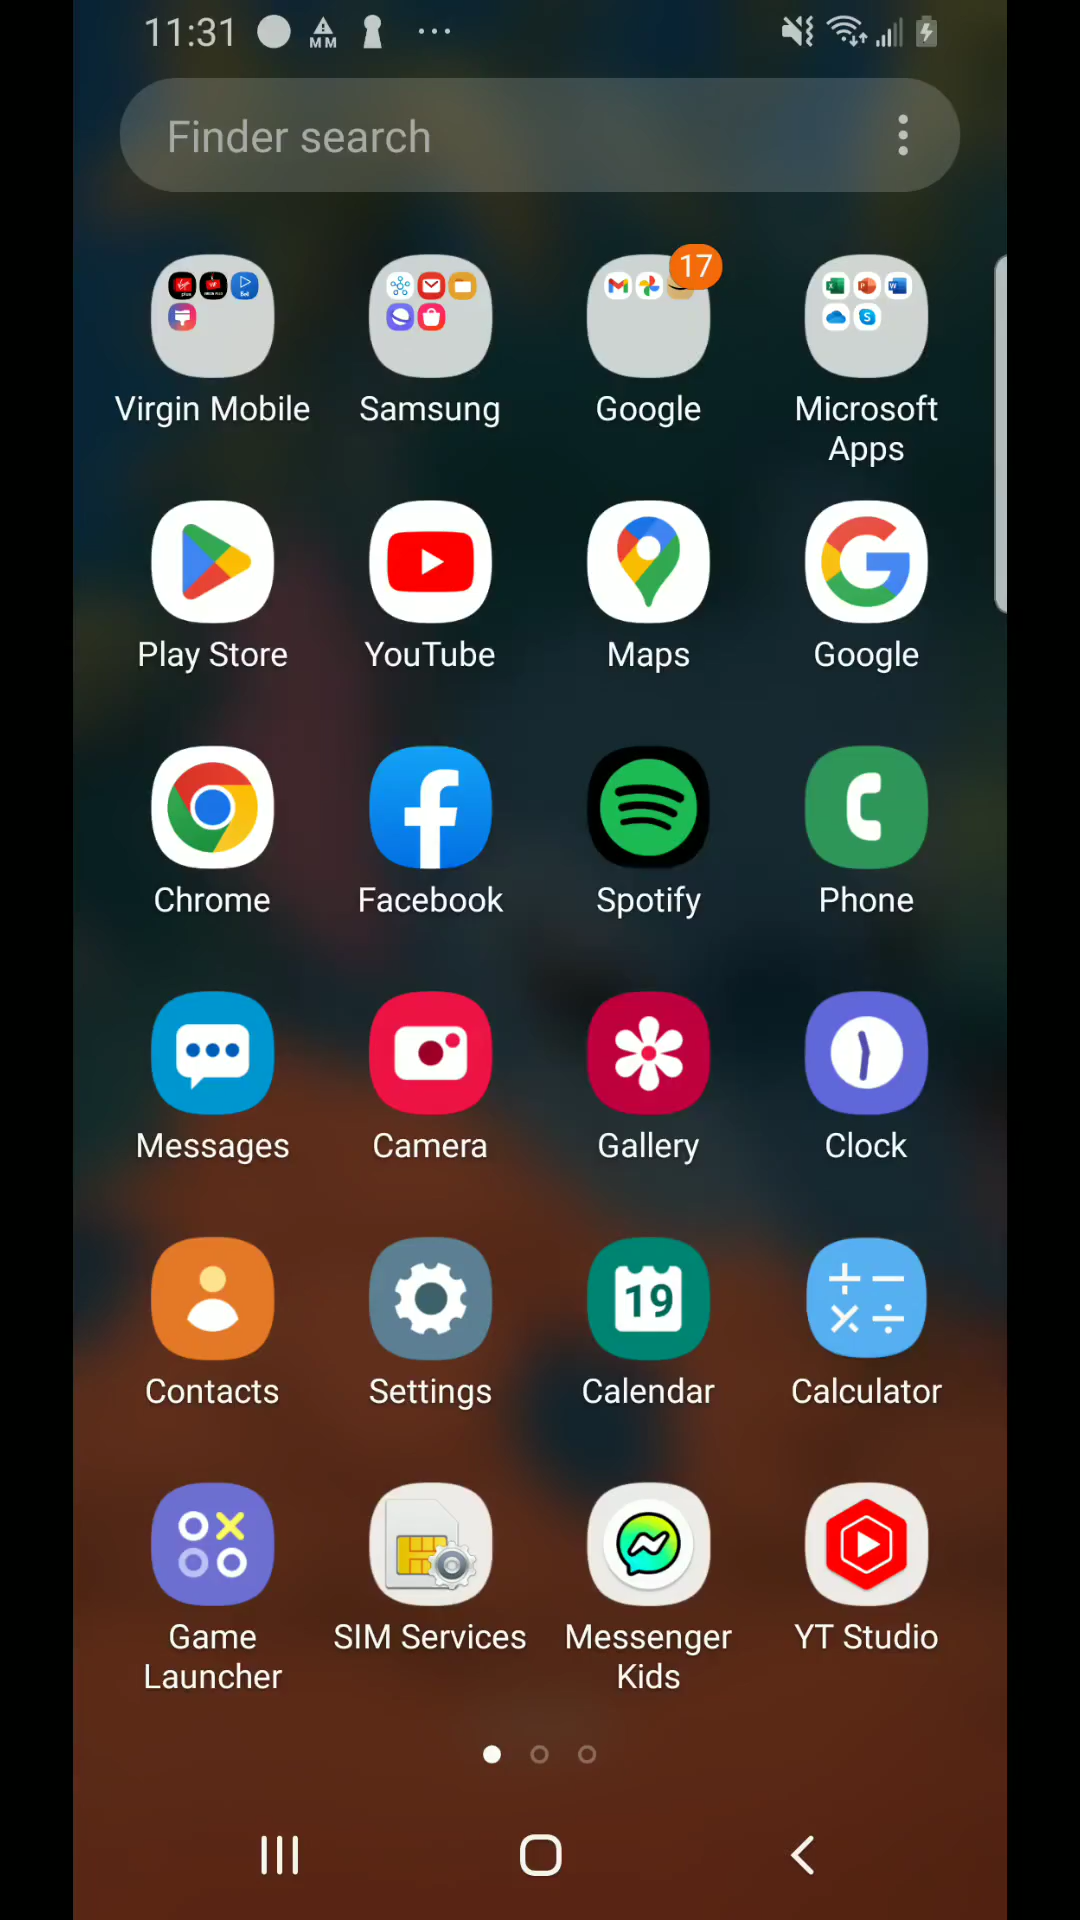 11:31
MM
Finder search
17
Virgin Mobile
Samsung
Google
Microsoft
Apps
Play Store
YouTube
Maps
Google
Chrome
Facebook
Spotify
Phone
Messages
Camera
Gallery
Clock
19
Contacts
Settings
Calendar
Calculator
Game
Launcher
SIM Services
Messenger
Kids
YT Studio